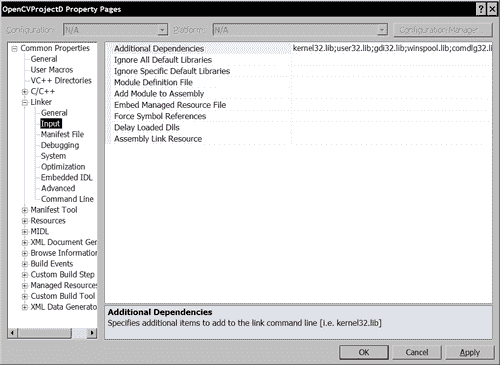 OpenCVProjectD Property Pages
Configuration: N/A Platform: N/A Configuration Manager...
Common Properties
General
User Macros
VC++ Directories
C/C++
Linker
General
Input
Manifest File
Debugging
System
Optimization
Embedded IDL
Advanced
Command Line
Manifest Tool
Resources
MIDL
XML Document Gen
Browse Information
Build Events
Custom Build Step
Managed Resources
Custom Build Tool
XML Data Generato
Additional Dependencies kernel32.lib;user32.lib;gdi32.lib;winspool.lib;comdlg32.li
Ignore All Default Libraries
Ignore Specific Default Libraries
Module Definition File
Add Module to Assembly
Embed Managed Resource File
Force Symbol References
Delay Loaded Dlls
Assembly Link Resource
Additional Dependencies
Specifies additional items to add to the link command line [i.e. kernel32.lib]
OK Cancel Apply